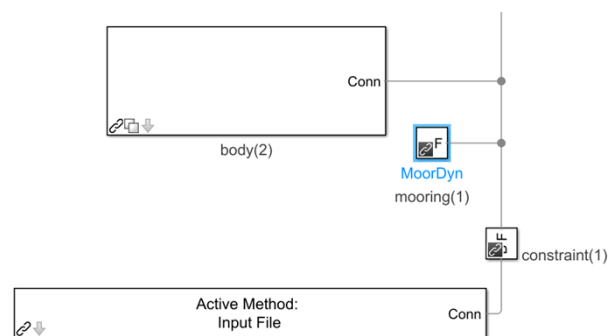 Conn
body(2)
F
MoorDyn
mooring(1)
F
constraint(1)
Active Method:
Input File
Conn